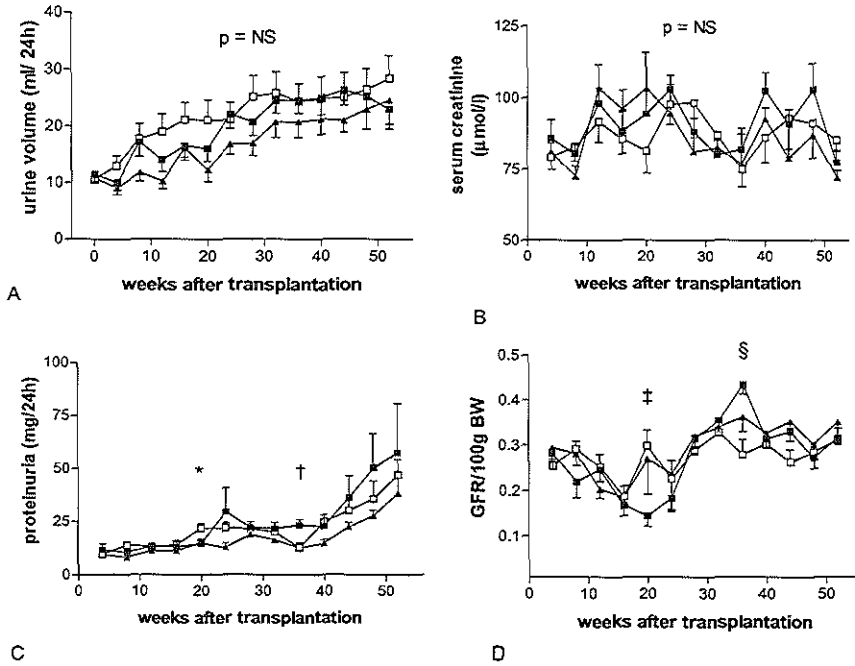 p = NS
urine volume (ml/ 24h)
40
30
20
10
0
0 10 20 30 40 50
weeks after transplantation
A
p = NS
serum creatinine
(µmol/l)
125
100
75
50
0 10 20 30 40 50
weeks after transplantation
B
proteinuria (mg/24h)
100
75
50
25
0
* †
0 10 20 30 40 50
weeks after transplantation
C
GFR/100g BW
0.5
0.4
0.3
0.2
0.1
‡ §
0 10 20 30 40 50
weeks after transplantation
D